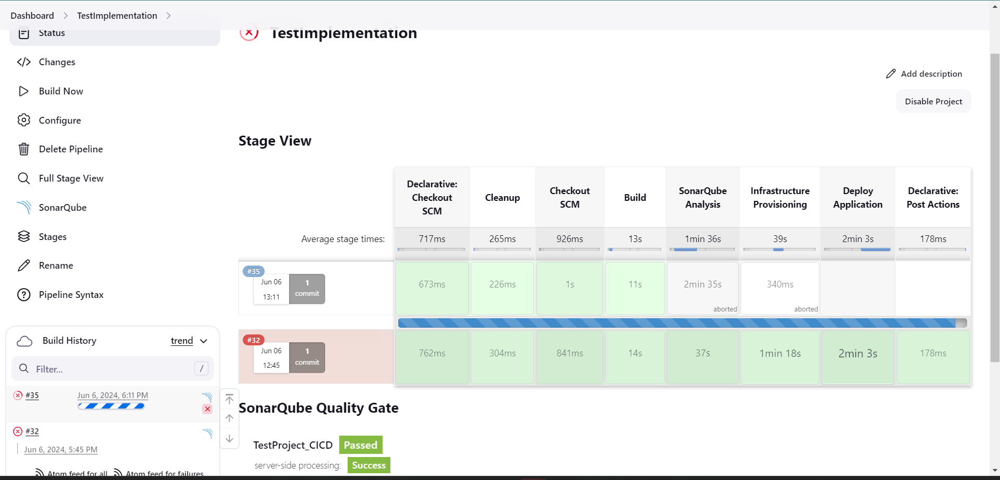 Dashboard > TestImplementation >
Status
Changes
Build Now
Configure
Delete Pipeline
Full Stage View
SonarQube
Stages
Rename
Pipeline Syntax
Build History
trend
Filter...
/
#35
Jun 6, 2024, 6:11 PM
#32
Jun 6, 2024, 5:45 PM
Atom feed for all
Atom feed for failures
TestImplementation
Add description
Disable Project
Stage View
Declarative:
Checkout
SCM
Cleanup
Checkout
SCM
Build
SonarQube
Analysis
Infrastructure
Provisioning
Deploy
Application
Declarative:
Post Actions
Average stage times:
717ms
265ms
926ms
13s
1min 36s
39s
2min 3s
178ms
#35
Jun 06
13:11
1
commit
673ms
226ms
1s
11s
2min 35s
aborted
340ms
aborted
#32
Jun 06
12:45
1
commit
762ms
304ms
841ms
14s
37s
1min 18s
2min 3s
178ms
SonarQube Quality Gate
TestProject_CICD Passed
server-side processing: Success